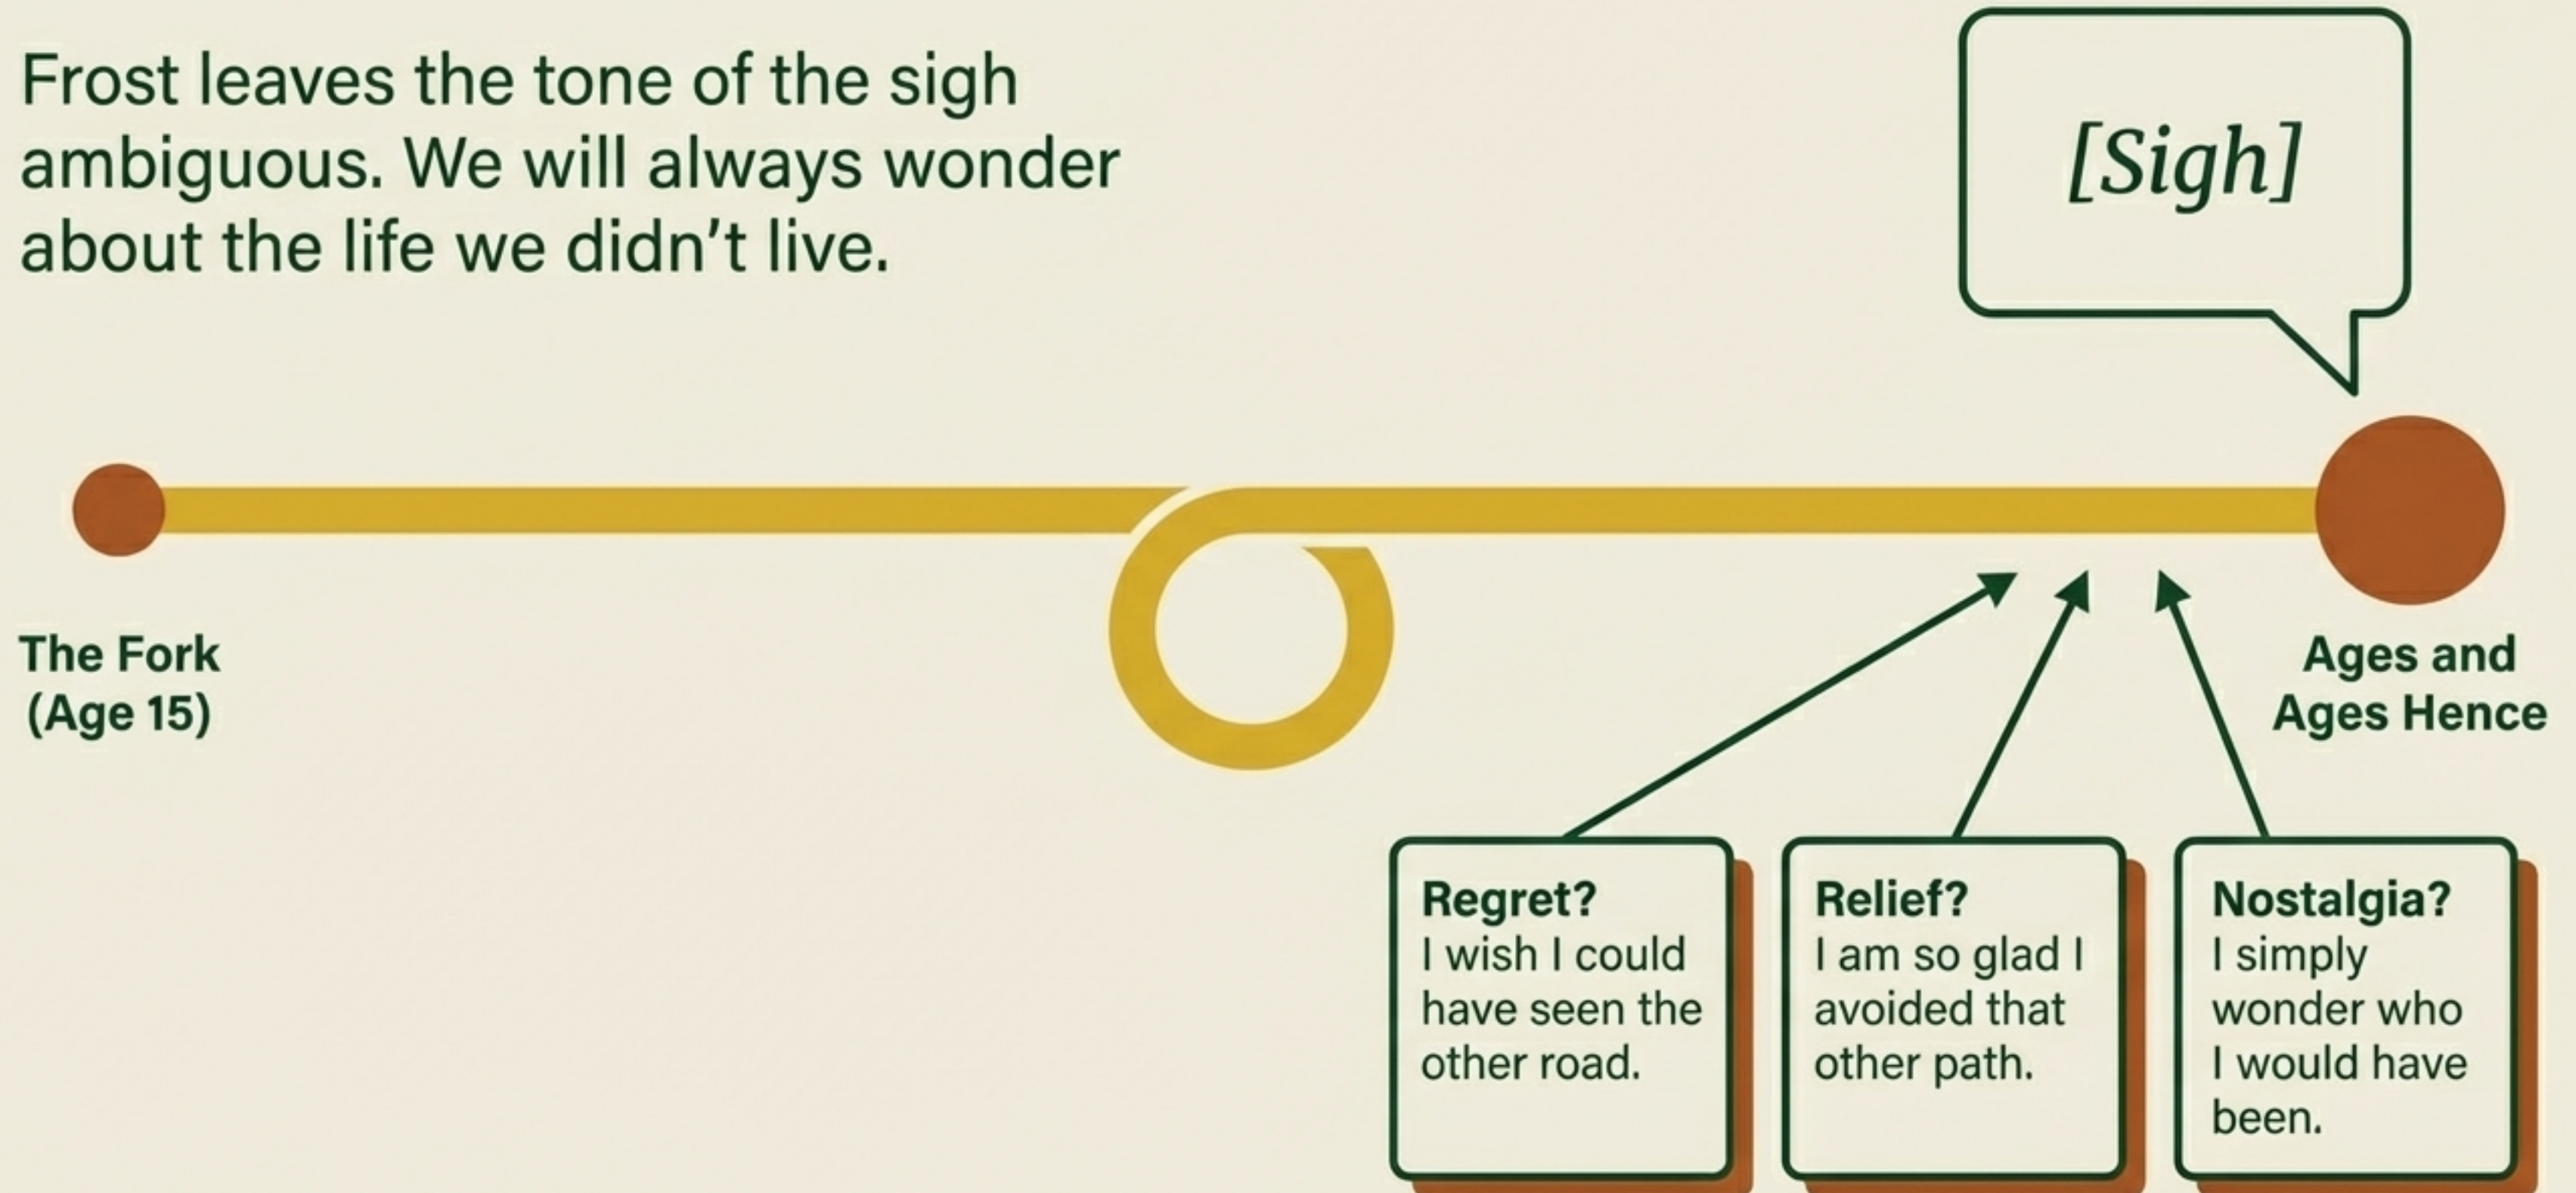 Frost leaves the tone of the sigh
ambiguous. We will always wonder
about the life we didn’t live.
[Sigh]
The Fork
(Age 15)
Ages and
Ages Hence
Regret?
I wish I could
have seen the
other road.
Relief?
I am so glad I
avoided that
other path.
Nostalgia?
I simply
wonder who
I would have
been.